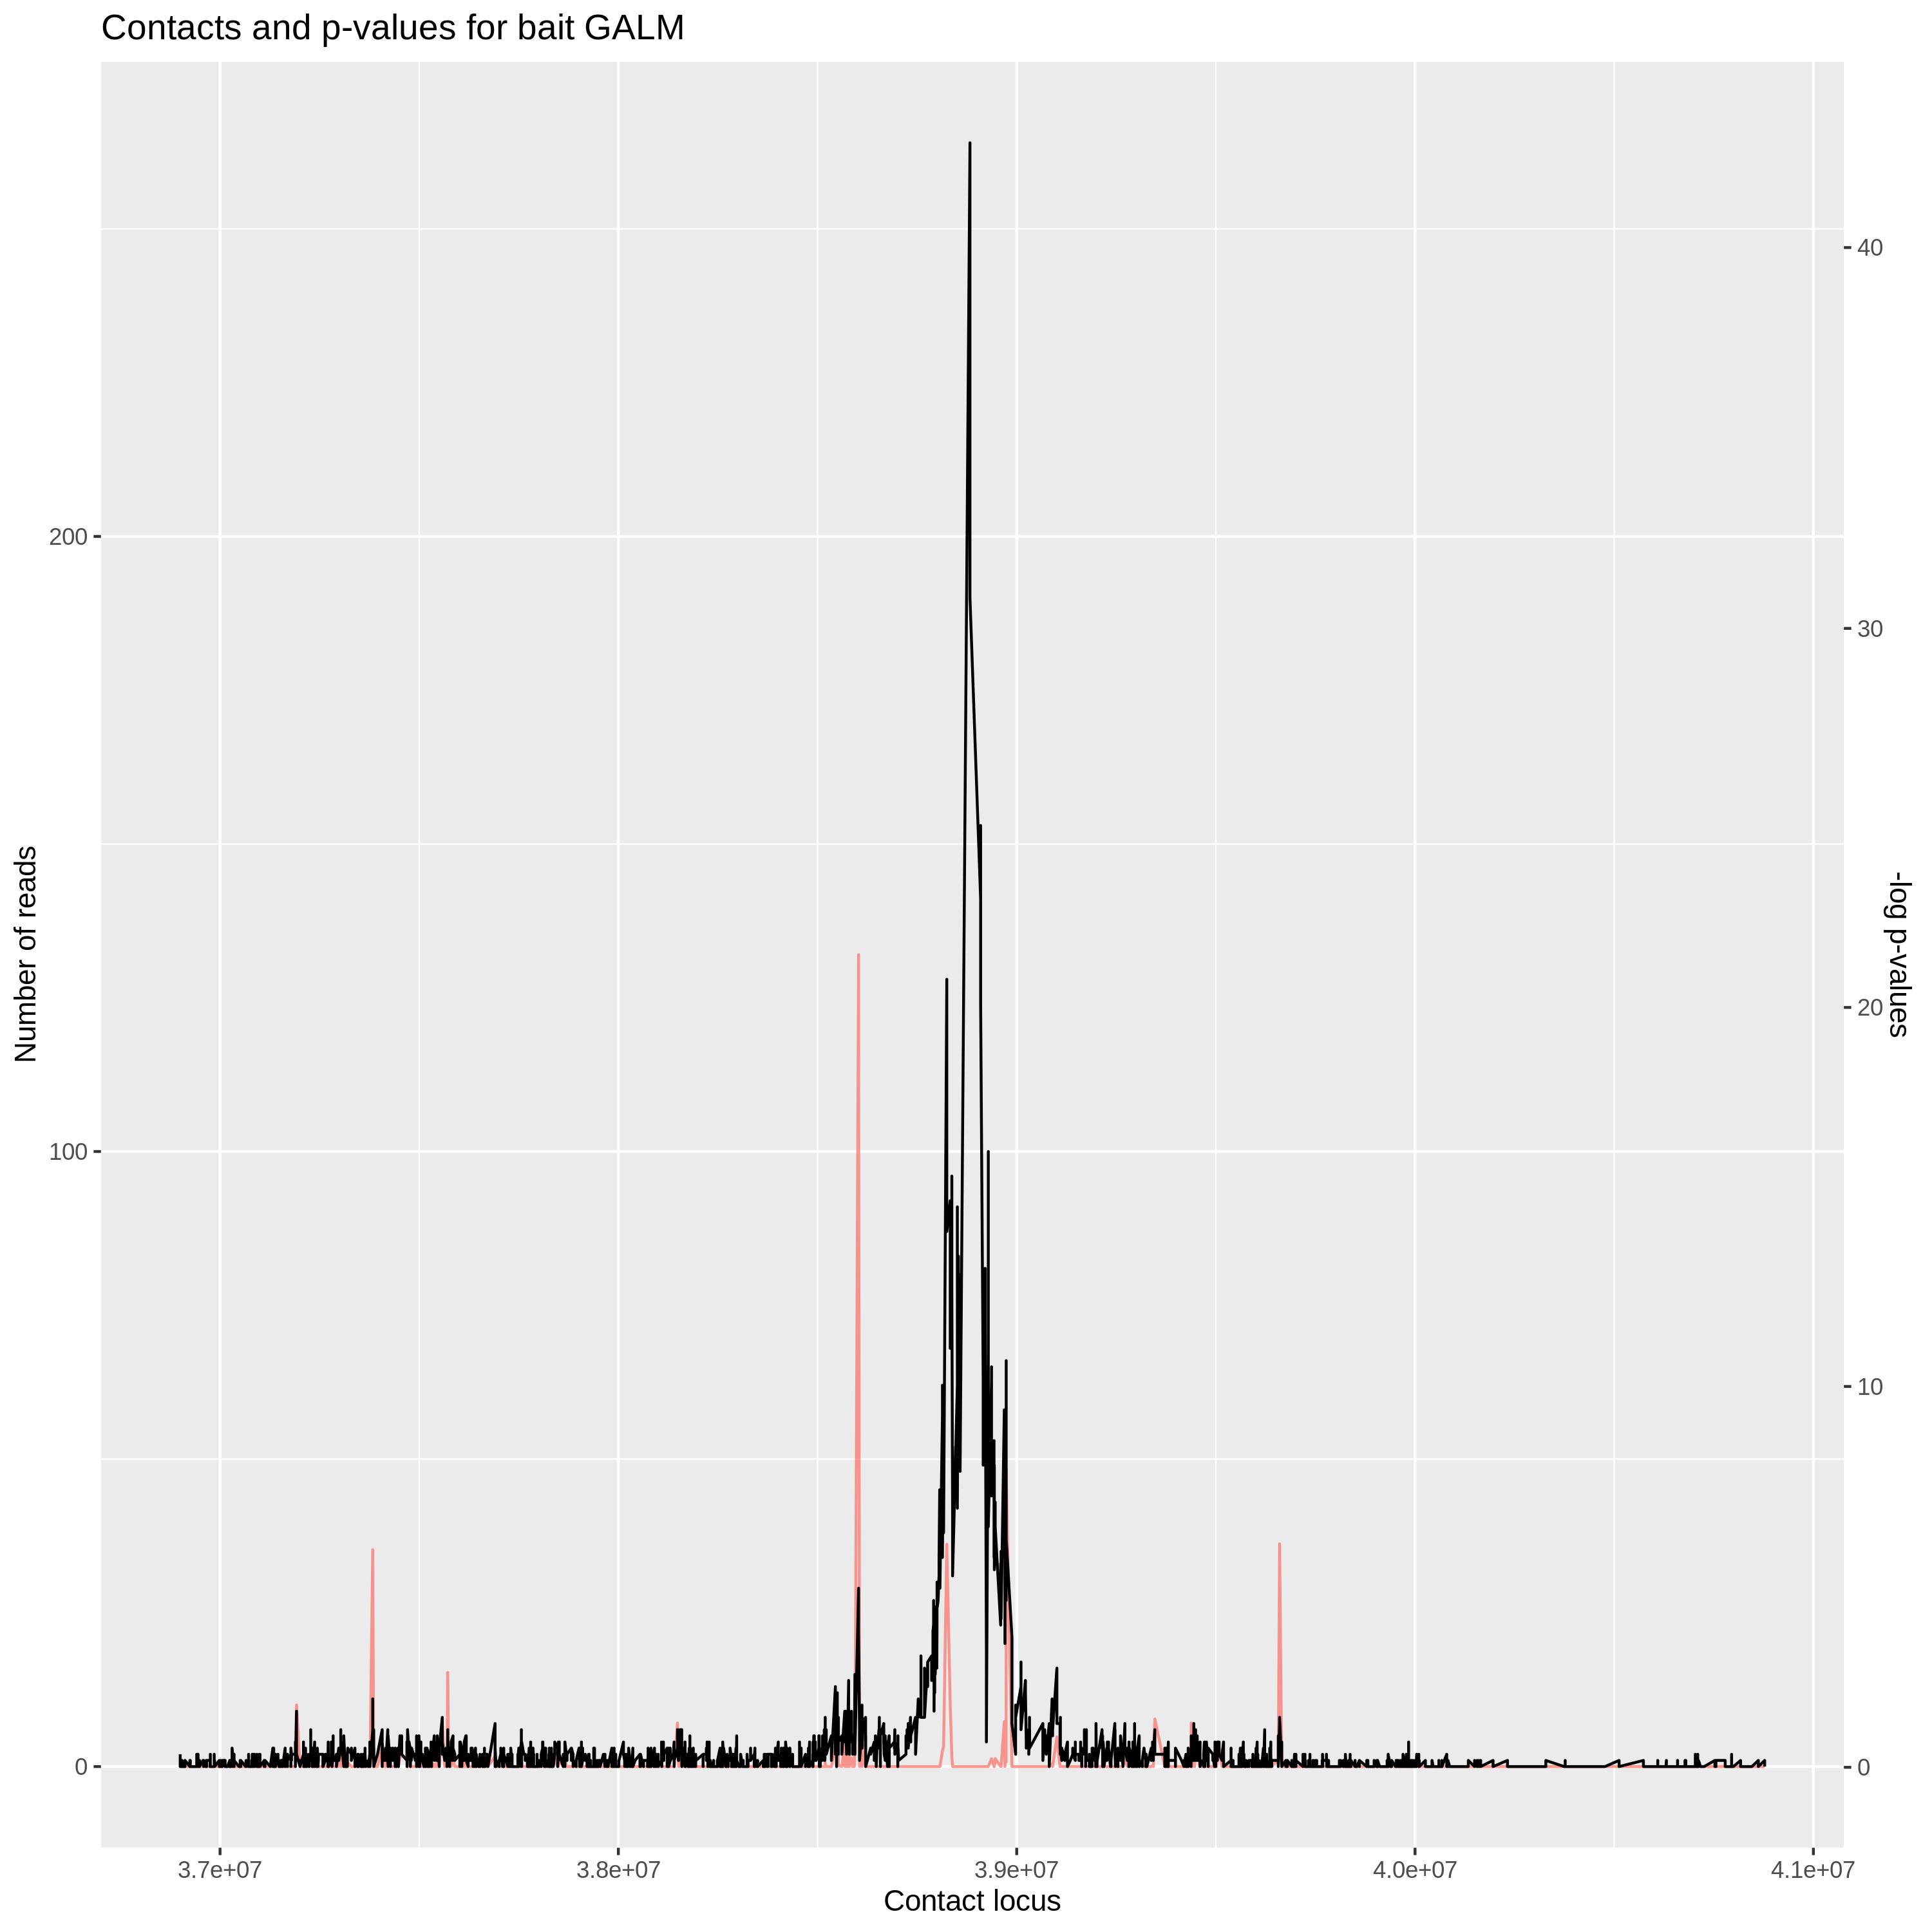 Contacts and p-values for bait GALM
Number of reads
200
100
0
40
30
20
10
0
-log p-values
3.7e+07
3.8e+07
3.9e+07
4.0e+07
4.1e+07
Contact locus